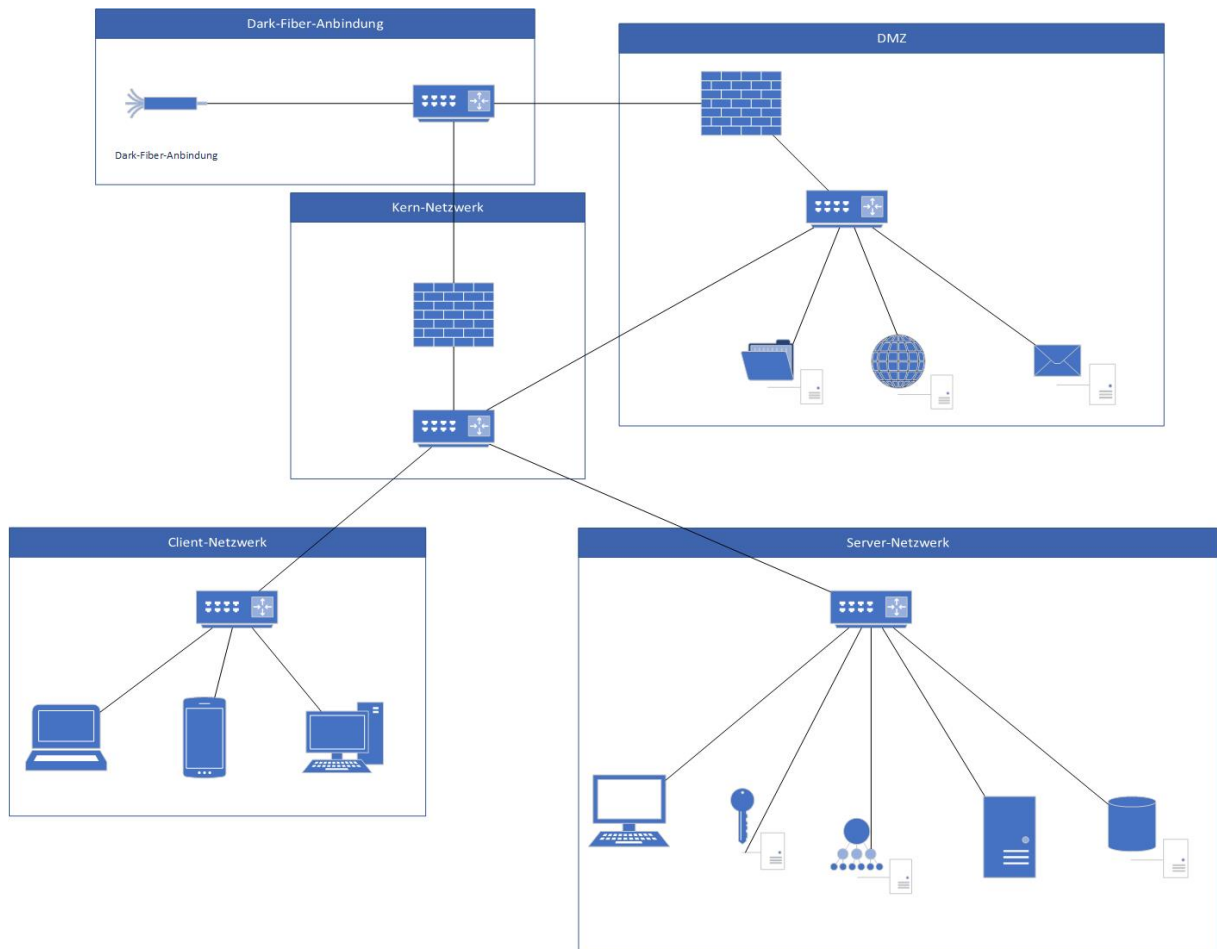 Dark-Fiber-Anbindung
DMZ
Dark-Fiber-Anbindung
Kern-Netzwerk
Client-Netzwerk
Server-Netzwerk